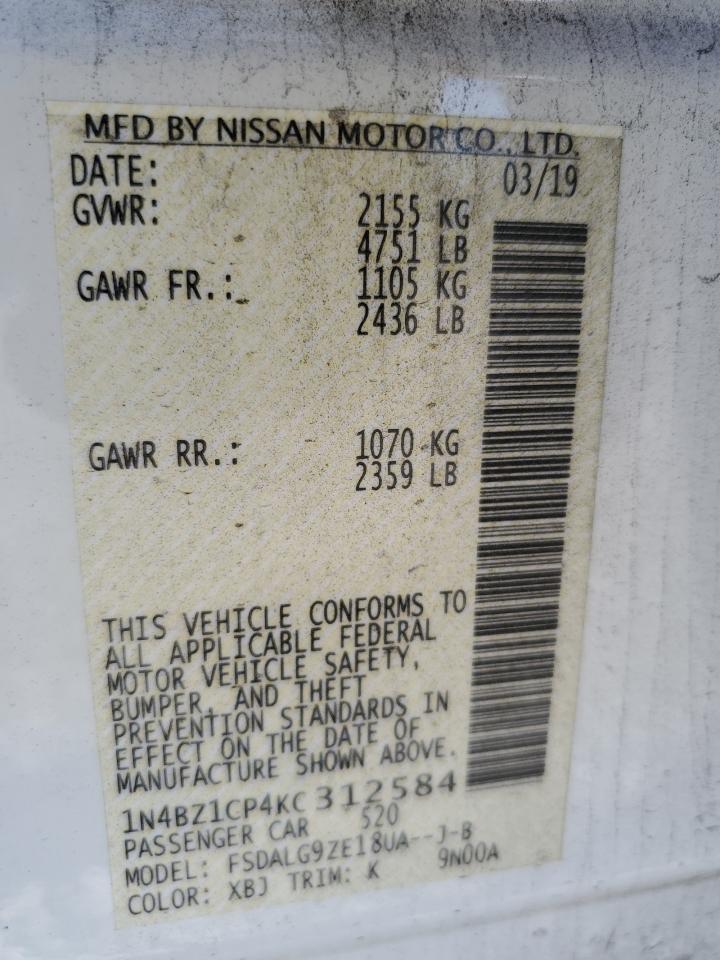 MFD BY NISSAN MOTOR CO., LTD.
DATE: 03/19
GVWR: 2155 KG
4751 LB
GAWR FR.: 1105 KG
2436 LB
GAWR RR.: 1070 KG
2359 LB
THIS VEHICLE CONFORMS TO
ALL APPLICABLE FEDERAL
MOTOR VEHICLE SAFETY,
BUMPER, AND THEFT
PREVENTION STANDARDS IN
EFFECT ON THE DATE OF
MANUFACTURE SHOWN ABOVE.
1N4BZ1CP4KC312584
PASSENGER CAR 520
MODEL: FSDALG9ZE18UA--J-B
COLOR: XBJ TRIM: K 9N00A